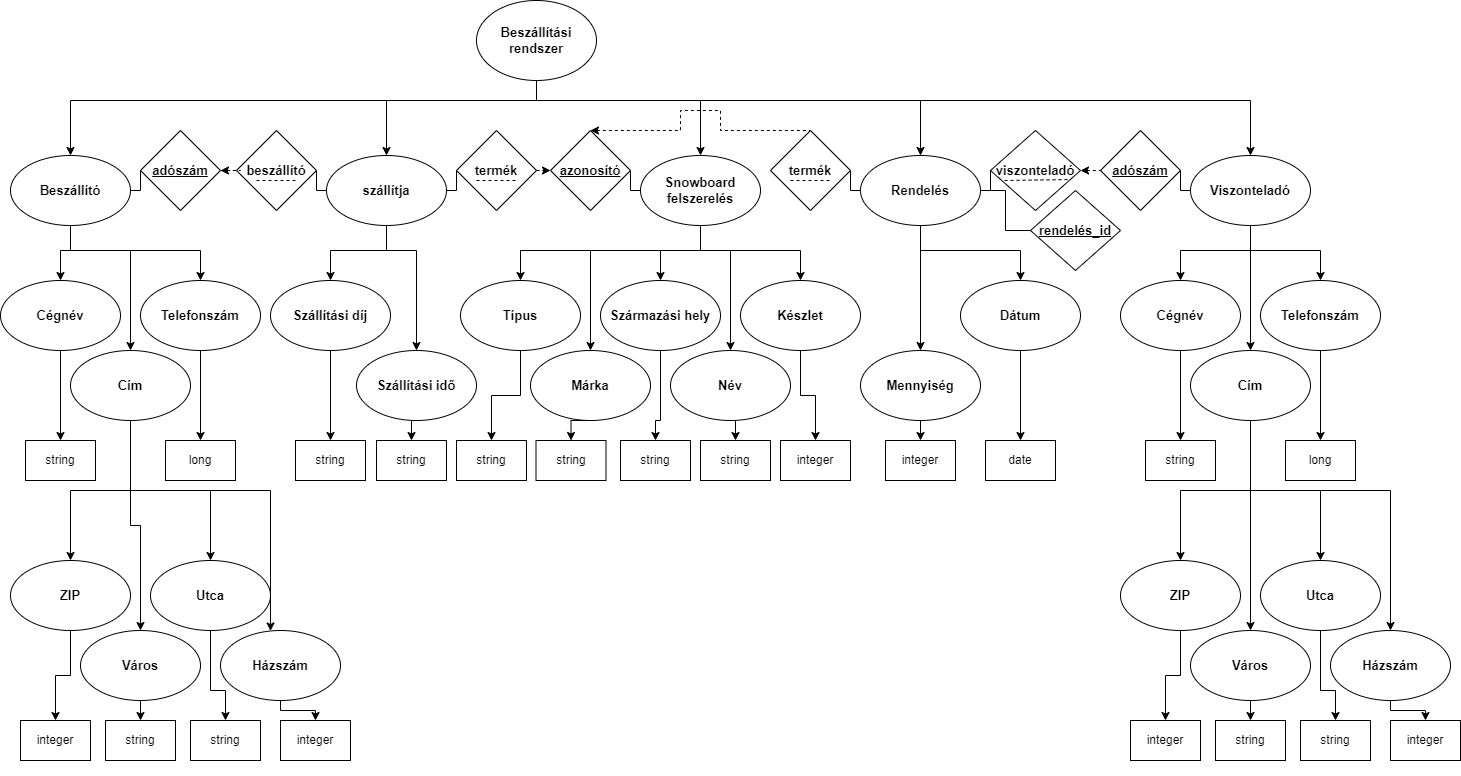 Beszállítási
rendszer
Beszállító
adószám
beszállító
szállítja
termék
azonosító
Snowboard
felszerelés
termék
Rendelés
viszonteladó
adószám
Viszonteladó
rendelés_id
Cégnév
Telefonszám
Szállítási díj
Típus
Származási hely
Készlet
Dátum
Cégnév
Telefonszám
Cím
Szállítási idő
Márka
Név
Mennyiség
Cím
string
long
string
string
string
string
string
string
integer
integer
date
string
long
ZIP
Utca
ZIP
Utca
Város
Házszám
Város
Házszám
integer
string
string
integer
integer
string
string
integer